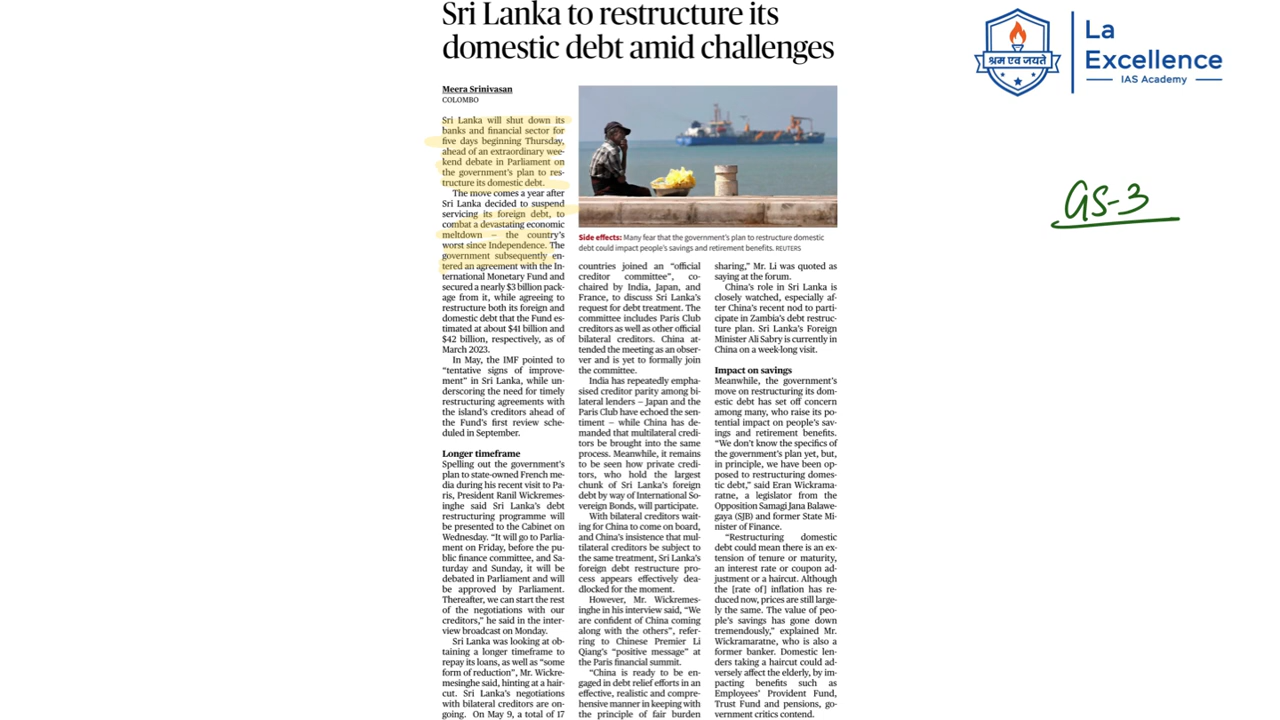 Sri Lanka to restructure its
domestic debt amid challenges
Meera Srinivasan
COLOMBO
Sri Lanka will shut down its
banks and financial sector for
five days beginning Thursday,
ahead of an extraordinary wee-
kend debate in Parliament on
the government's plan to res-
tructure its domestic debt.
The move comes a year after
Sri Lanka decided to suspend
servicing its foreign debt, to
combat a devastating economic
meltdown – the country's
worst since Independence. The
government subsequently en-
tered an agreement with the In-
ternational Monetary Fund and
secured a nearly $3 billion pack-
age from it, while agreeing to
restructure both its foreign and
domestic debt that the Fund es-
timated at about $41 billion and
$42 billion, respectively, as of
March 2023.
In May, the IMF pointed to
"tentative signs of improve-
ment" in Sri Lanka, while un-
derscoring the need for timely
restructuring agreements with
the island's creditors ahead of
the Fund's first review sche-
duled in September.
Longer timeframe
Spelling out the government's
plan to state-owned French me-
dia during his recent visit to Pa-
ris, President Ranil Wickremes-
inghe said Sri Lanka's debt
restructuring programme will
be presented to the Cabinet on
Wednesday. "It will go to Parlia-
ment on Friday, before the pu-
blic finance committee, and Sa-
turday and Sunday, it will be
debated in Parliament and will
be approved by Parliament.
Thereafter, we can start the rest
of the negotiations with our
creditors," he said in the inter-
view broadcast on Monday.
Sri Lanka was looking at ob-
taining a longer timeframe to
repay its loans, as well as "some
form of reduction", Mr. Wickre-
mesinghe said, hinting at a hair-
cut. Sri Lanka's negotiations
with bilateral creditors are on-
going. On May 9, a total of 17
Side effects: Many fear that the government's plan to restructure domestic
debt could impact people's savings and retirement benefits. REUTERS
countries joined an "official
creditor committee", co-
chaired by India, Japan, and
France, to discuss Sri Lanka's
request for debt treatment. The
committee includes Paris Club
creditors as well as other official
bilateral creditors. China at-
tended the meeting as an obser-
ver and is yet to formally join
the committee.
India has repeatedly empha-
sised creditor parity among bi-
lateral lenders – Japan and the
Paris Club have echoed the sen-
timent – while China has de-
manded that multilateral credi-
tors be brought into the same
process. Meanwhile, it remains
to be seen how private credi-
tors, who hold the largest
chunk of Sri Lanka's foreign
debt by way of International So-
vereign Bonds, will participate.
With bilateral creditors wait-
ing for China to come on board,
and China's insistence that mul-
tilateral creditors be subject to
the same treatment, Sri Lanka's
foreign debt restructure pro-
cess appears effectively dea-
dlocked for the moment.
However, Mr. Wickremes-
inghe in his interview said, "We
are confident of China coming
along with the others", refer-
ring to Chinese Premier Li
Qiang's "positive message" at
the Paris financial summit.
"China is ready to be en-
gaged in debt relief efforts in an
effective, realistic and compre-
hensive manner in keeping with
the principle of fair burden
sharing," Mr. Li was quoted as
saying at the forum.
China's role in Sri Lanka is
closely watched, especially af-
ter China's recent nod to parti-
cipate in Zambia's debt restruc-
ture plan. Sri Lanka's Foreign
Minister Ali Sabry is currently in
China on a week-long visit.
Impact on savings
Meanwhile, the government's
move on restructuring its dom-
estic debt has set off concern
among many, who raise its po-
tential impact on people's sav-
ings and retirement benefits.
"We don't know the specifics of
the government's plan yet, but,
in principle, we have been op-
posed to restructuring domes-
tic debt," said Eran Wickrama-
ratne, a legislator from the
Opposition Samagi Jana Balawe-
gaya (SJB) and former State Mi-
nister of Finance.
"Restructuring domestic
debt could mean there is an ex-
tension of tenure or maturity,
an interest rate or coupon ad-
justment or a haircut. Although
the [rate of] inflation has re-
duced now, prices are still large-
ly the same. The value of peo-
ple's savings has gone down
tremendously," explained Mr.
Wickramaratne, who is also a
former banker. Domestic len-
ders taking a haircut could ad-
versely affect the elderly, by im-
pacting benefits such as
Employees' Provident Fund,
Trust Fund and pensions, go-
vernment critics contend.
श्रम एव जयते
La
Excellence
IAS Academy
GS-3